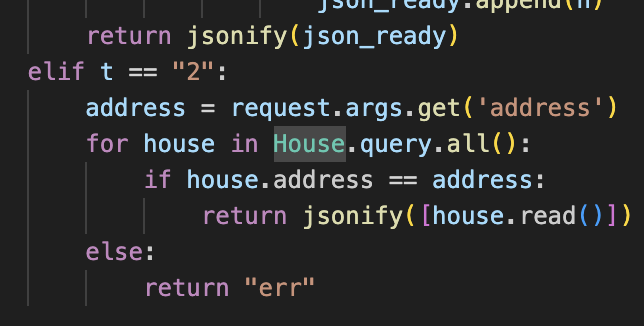 json_ready.append(h)
return jsonify(json_ready)
elif t == "2":
address = request.args.get('address')
for house in House.query.all():
if house.address == address:
return jsonify([house.read()])
else:
return "err"